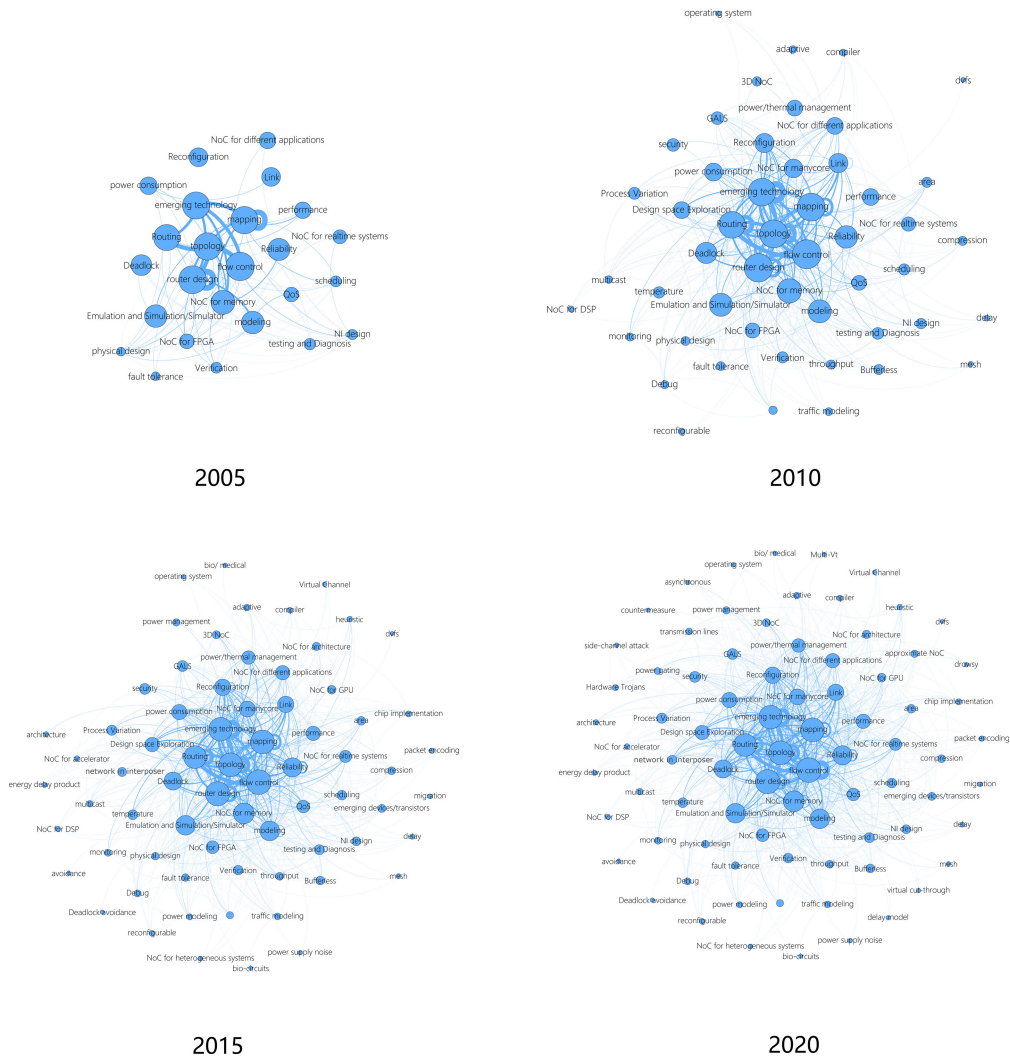 NoC for different applications
Reconfiguration
Link
power consumption
emerging technology
performance
mapping
Routing
NoC for realtime systems
topology
Reliability
Deadlock
flow control
router design
scheduling
QoS
NoC for memory
Emulation and Simulation/Simulator
modeling
NI design
NoC for FPGA
testing and Diagnosis
physical design
Verification
fault tolerance
2005
operating system
adaptive
compiler
3D NoC
dvfs
power/thermal management
GALS
NoC for different applications
Reconfiguration
security
Link
NoC for manycore
power consumption
area
emerging technology
Process Variation
performance
mapping
Design space Exploration
Routing
NoC for realtime systems
topology
Reliability
compression
Deadlock
flow control
router design
scheduling
multicast
QoS
temperature
NoC for memory
NoC for DSP
Emulation and Simulation/Simulator
modeling
delay
NI design
NoC for FPGA
testing and Diagnosis
monitoring
physical design
Verification
fault tolerance
throughput
mesh
Bufferless
Debug
traffic modeling
reconfigurable
2010
bio/ medical
operating system
Virtual Channel
adaptive
compiler
power management
heuristic
3D NoC
dvfs
power/thermal management
NoC for architecture
GALS
NoC for different applications
security
Reconfiguration
NoC for GPU
Link
power consumption
NoC for manycore
chip implementation
area
Process Variation
emerging technology
performance
architecture
mapping
Design space Exploration
packet encoding
Routing
NoC for realtime systems
NoC for accelerator
topology
Reliability
network in interposer
compression
Deadlock
flow control
energy delay product
router design
scheduling
migration
multicast
QoS
emerging devices/transistors
temperature
NoC for memory
NoC for DSP
Emulation and Simulation/Simulator
modeling
delay
NI design
NoC for FPGA
testing and Diagnosis
monitoring
physical design
Verification
avoidance
fault tolerance
throughput
mesh
Bufferless
Debug
Deadlock avoidance
power modeling
traffic modeling
reconfigurable
power supply noise
NoC for heterogeneous systems
bio-circuits
2015
bio/ medical
Multi-Vt
operating system
Virtual Channel
asynchronous
adaptive
compiler
countermeasure
power management
heuristic
3D NoC
dvfs
transmission lines
NoC for architecture
side-channel attack
power/thermal management
GALS
approximate NoC
NoC for different applications
drowsy
power gating
security
Reconfiguration
NoC for GPU
Hardware Trojans
Link
NoC for manycore
power consumption
chip implementation
area
Process Variation
emerging technology
architecture
performance
mapping
Design space Exploration
packet encoding
Routing
NoC for realtime systems
NoC for accelerator
topology
Reliability
network in interposer
compression
Deadlock
flow control
energy delay product
router design
scheduling
migration
multicast
QoS
emerging devices/transistors
temperature
NoC for memory
NoC for DSP
Emulation and Simulation/Simulator
modeling
delay
NI design
NoC for FPGA
testing and Diagnosis
monitoring
physical design
Verification
avoidance
fault tolerance
throughput
mesh
Bufferless
Debug
virtual cut-through
Deadlock avoidance
power modeling
traffic modeling
reconfigurable
delay model
power supply noise
NoC for heterogeneous systems
bio-circuits
2020